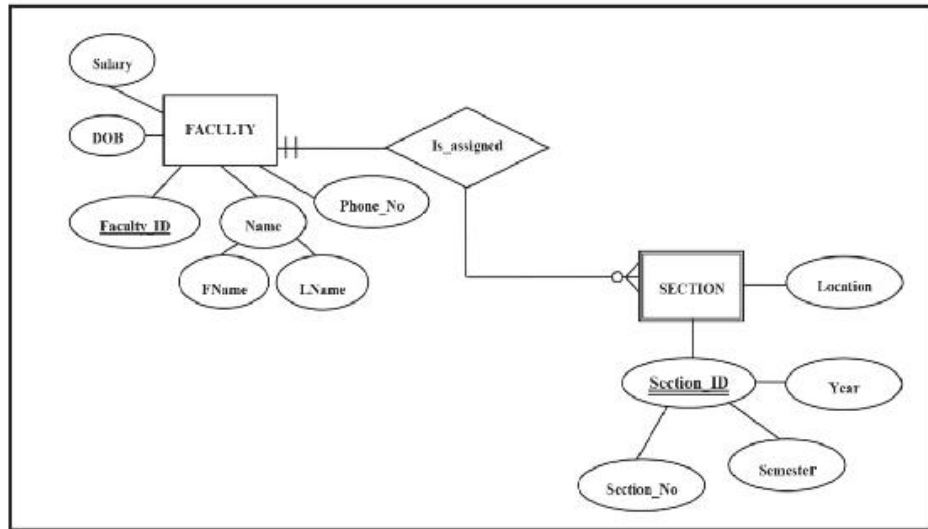 Salary
FACULTY
DOB
Is_assigned
Phone_No
Faculty_ID
Name
FName
LName
SECTION
Location
Section_ID
Year
Semester
Section_No